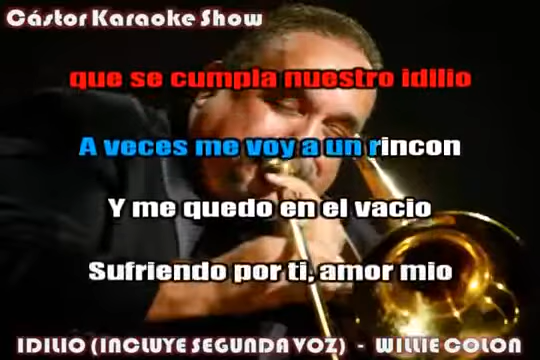 Cástor Karaoke Show
que se cumpla nuestro idilio
A veces me voy a un rincon
Y me quedo en el vacio
Sufriendo por ti, amor mio
IDILIO (INCLUYE SEGUNDA VOZ) - WILLIE COLON